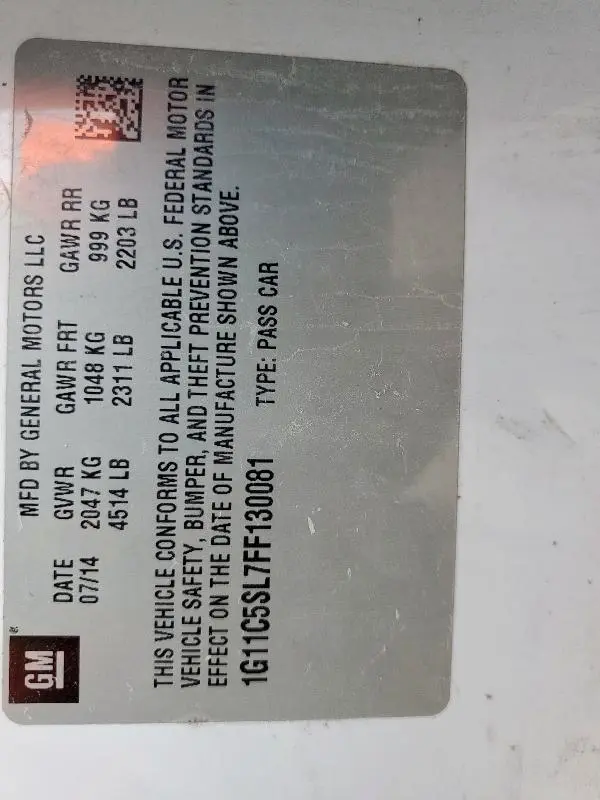 GM
MFD BY GENERAL MOTORS LLC
DATE GVWR GAWR FRT GAWR RR
07/14 2047 KG 1048 KG 999 KG
4514 LB 2311 LB 2203 LB
THIS VEHICLE CONFORMS TO ALL APPLICABLE U.S. FEDERAL MOTOR
VEHICLE SAFETY, BUMPER, AND THEFT PREVENTION STANDARDS IN
EFFECT ON THE DATE OF MANUFACTURE SHOWN ABOVE.
1G11C5SL7FF130081 TYPE: PASS CAR